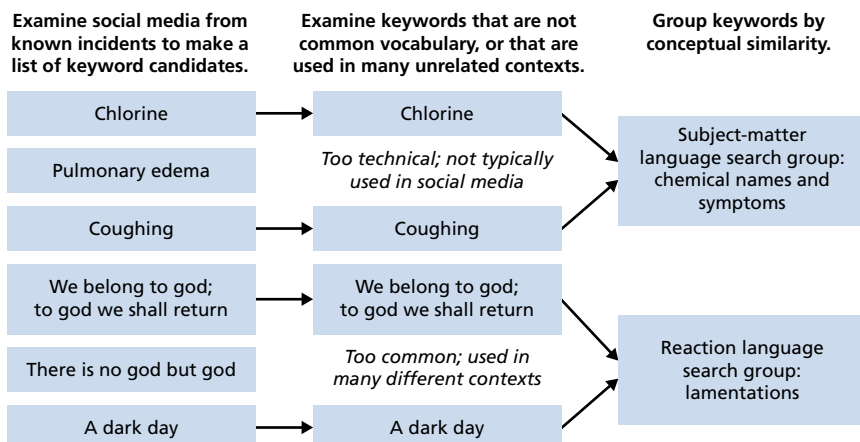 Examine social media from
known incidents to make a
list of keyword candidates.
Examine keywords that are not
common vocabulary, or that are
used in many unrelated contexts.
Group keywords by
conceptual similarity.
Chlorine
Chlorine
Pulmonary edema
Too technical; not typically
used in social media
Subject-matter
language search group:
chemical names and
symptoms
Coughing
Coughing
We belong to god;
to god we shall return
We belong to god;
to god we shall return
There is no god but god
Too common; used in
many different contexts
Reaction language
search group:
lamentations
A dark day
A dark day